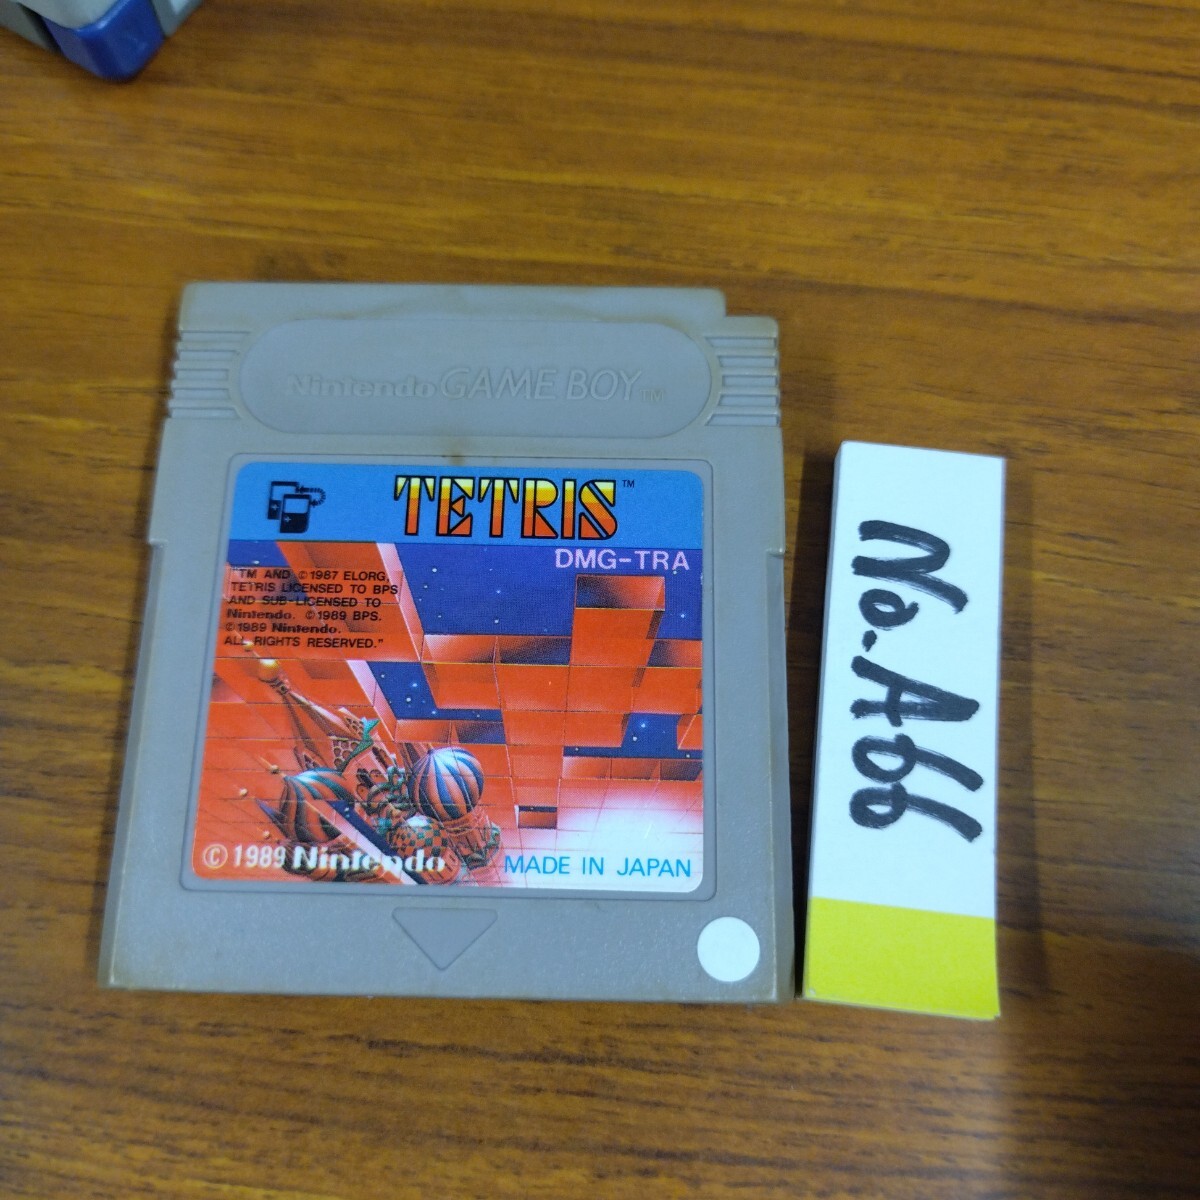 Nintendo GAME BOY™
TETRIS™
DMG-TRA
"TM AND ©1987 ELORG,
TETRIS LICENSED TO BPS
AND SUB-LICENSED TO
Nintendo. ©1989 BPS.
©1989 Nintendo.
ALL RIGHTS RESERVED."
©1989 Nintendo
MADE IN JAPAN
No.A66